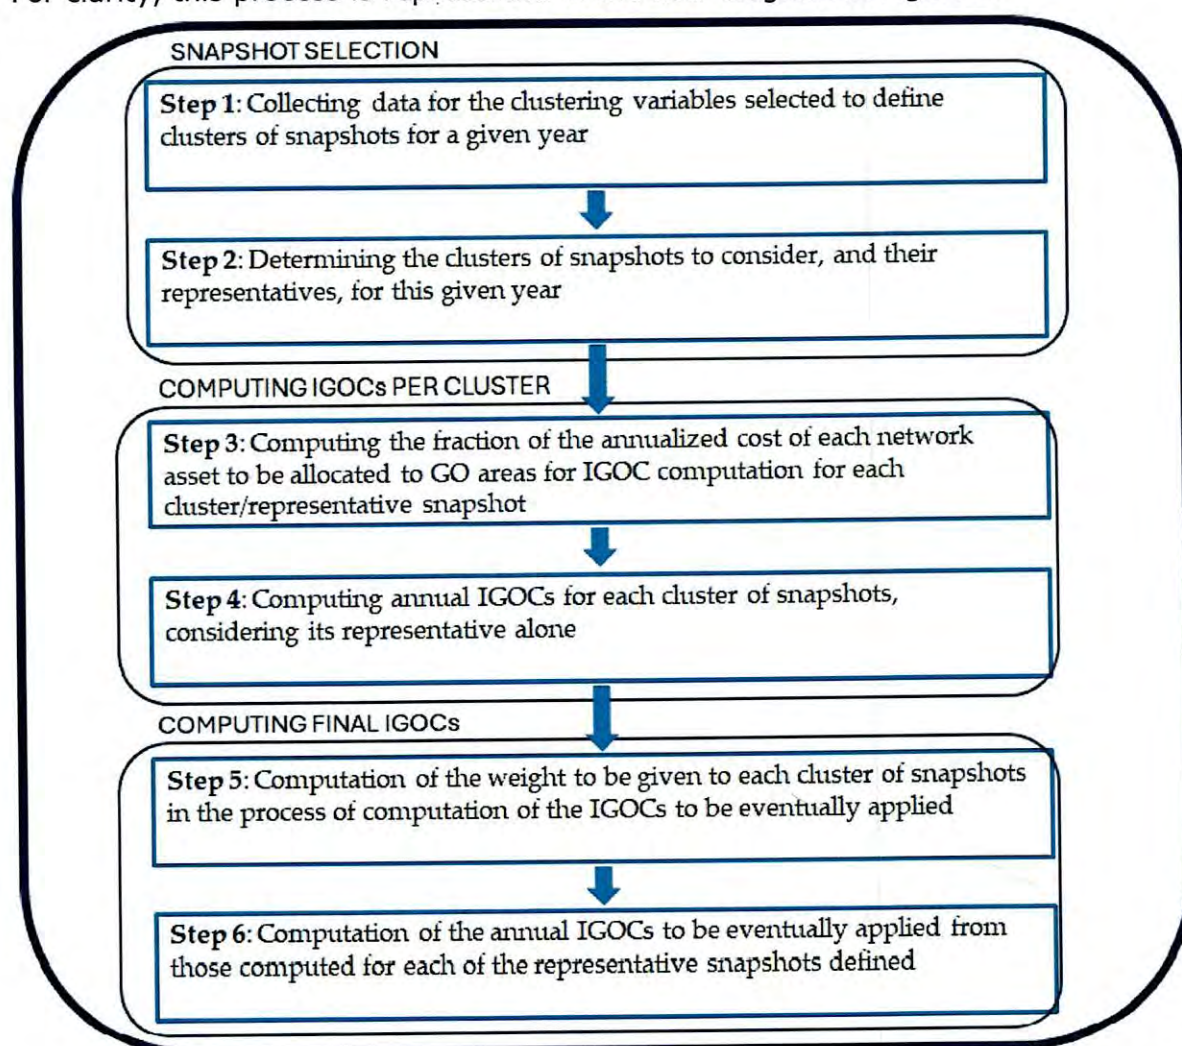 SNAPSHOT SELECTION
Step 1: Collecting data for the clustering variables selected to define
clusters of snapshots for a given year
Step 2: Determining the clusters of snapshots to consider, and their
representatives, for this given year
COMPUTING IGOCs PER CLUSTER
Step 3: Computing the fraction of the annualized cost of each network
asset to be allocated to GO areas for IGOC computation for each
cluster/representative snapshot
Step 4: Computing annual IGOCs for each cluster of snapshots,
considering its representative alone
COMPUTING FINAL IGOCs
Step 5: Computation of the weight to be given to each cluster of snapshots
in the process of computation of the IGOCs to be eventually applied
Step 6: Computation of the annual IGOCs to be eventually applied from
those computed for each of the representative snapshots defined